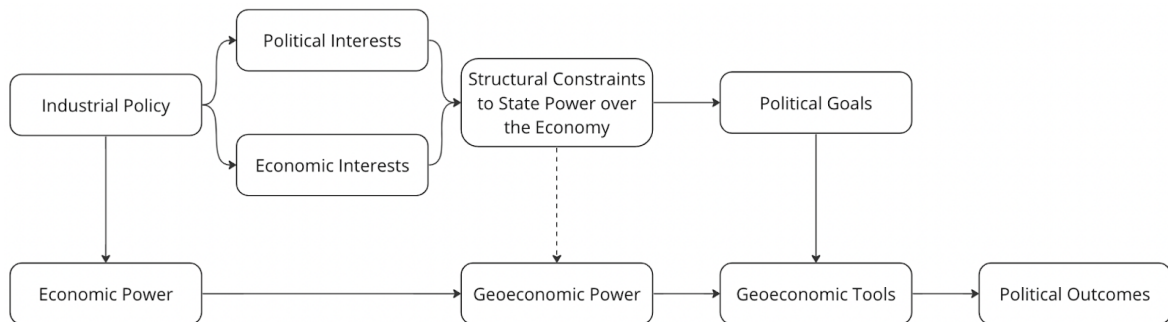 Political Interests
Industrial Policy
Structural Constraints
to State Power over
the Economy
Political Goals
Economic Interests
Economic Power
Geoeconomic Power
Geoeconomic Tools
Political Outcomes